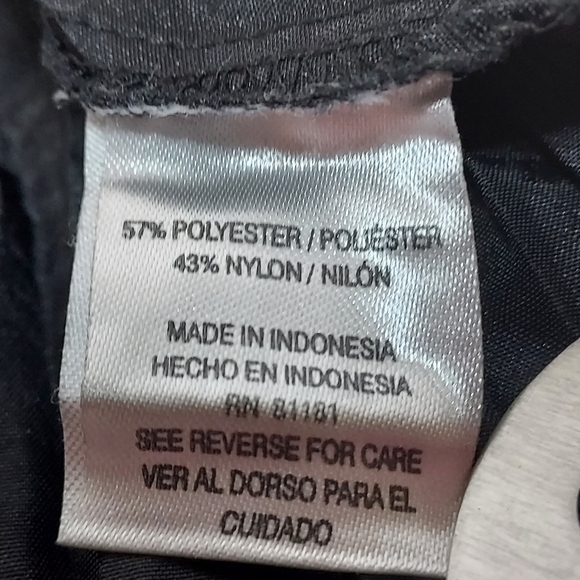 57% POLYESTER / POLIÉSTER
43% NYLON / NILÓN
MADE IN INDONESIA
HECHO EN INDONESIA
RN 81181
SEE REVERSE FOR CARE
VER AL DORSO PARA EL
CUIDADO